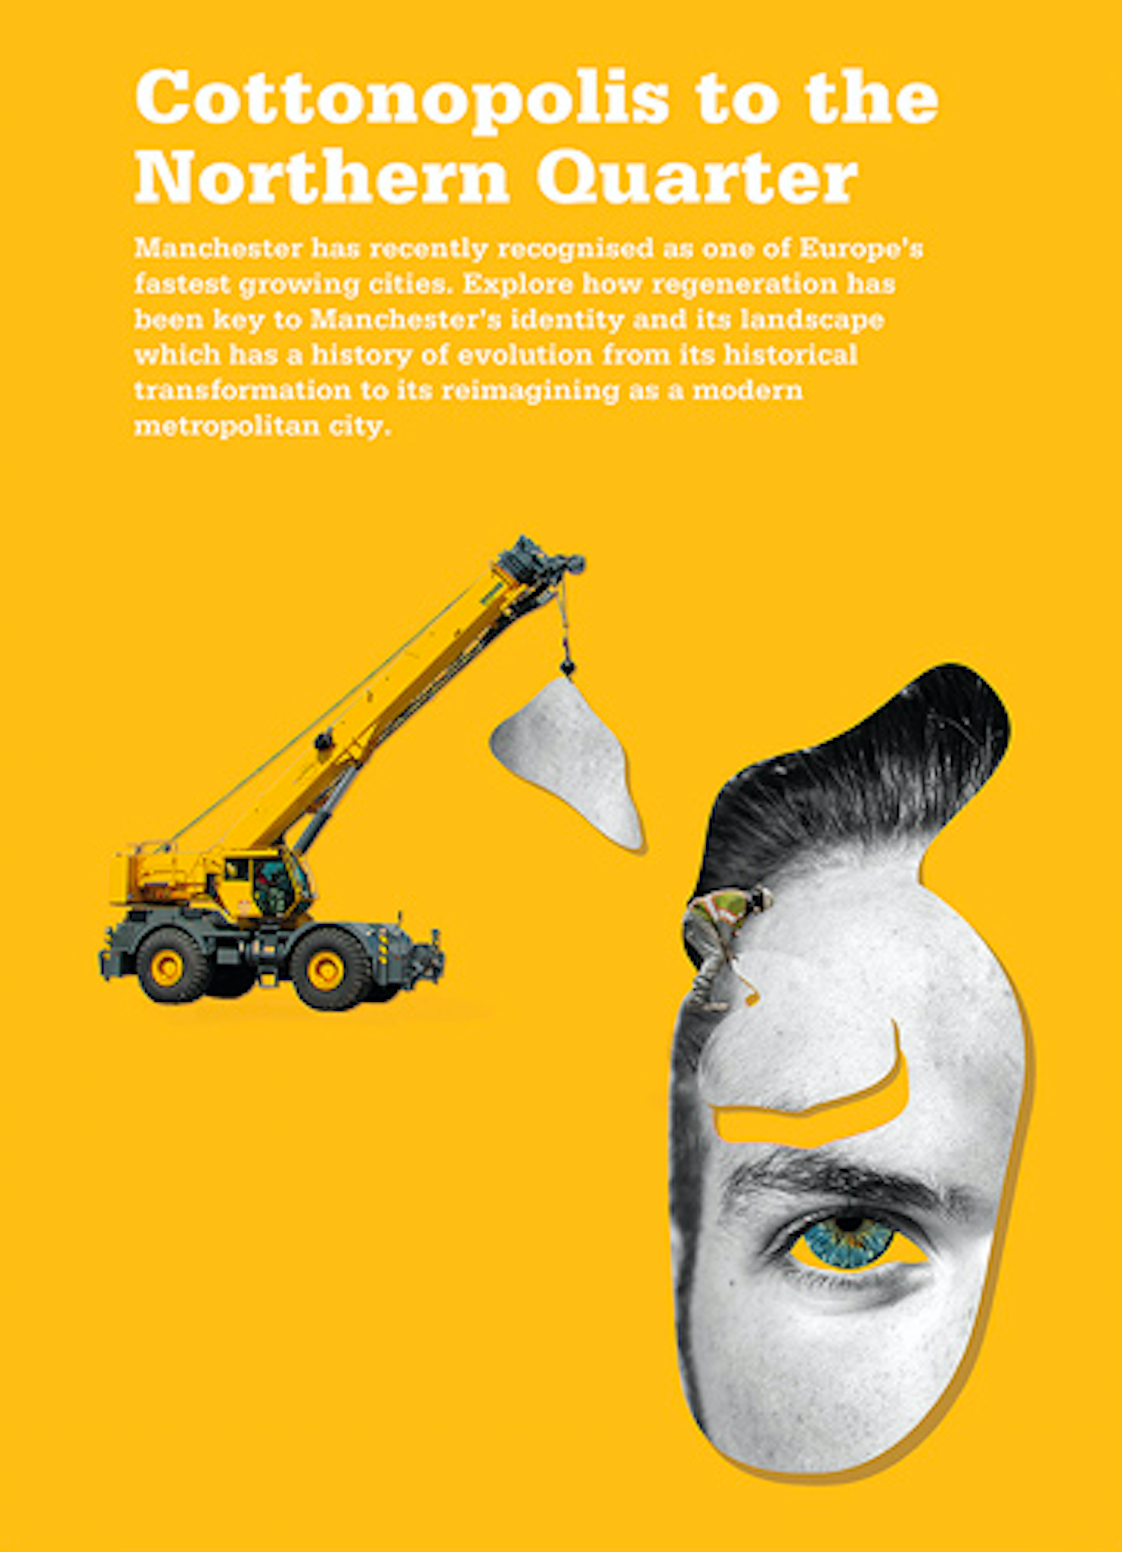 Cottonopolis to the
Northern Quarter
Manchester has recently recognised as one of Europe's
fastest growing cities. Explore how regeneration has
been key to Manchester's identity and its landscape
which has a history of evolution from its historical
transformation to its reimagining as a modern
metropolitan city.